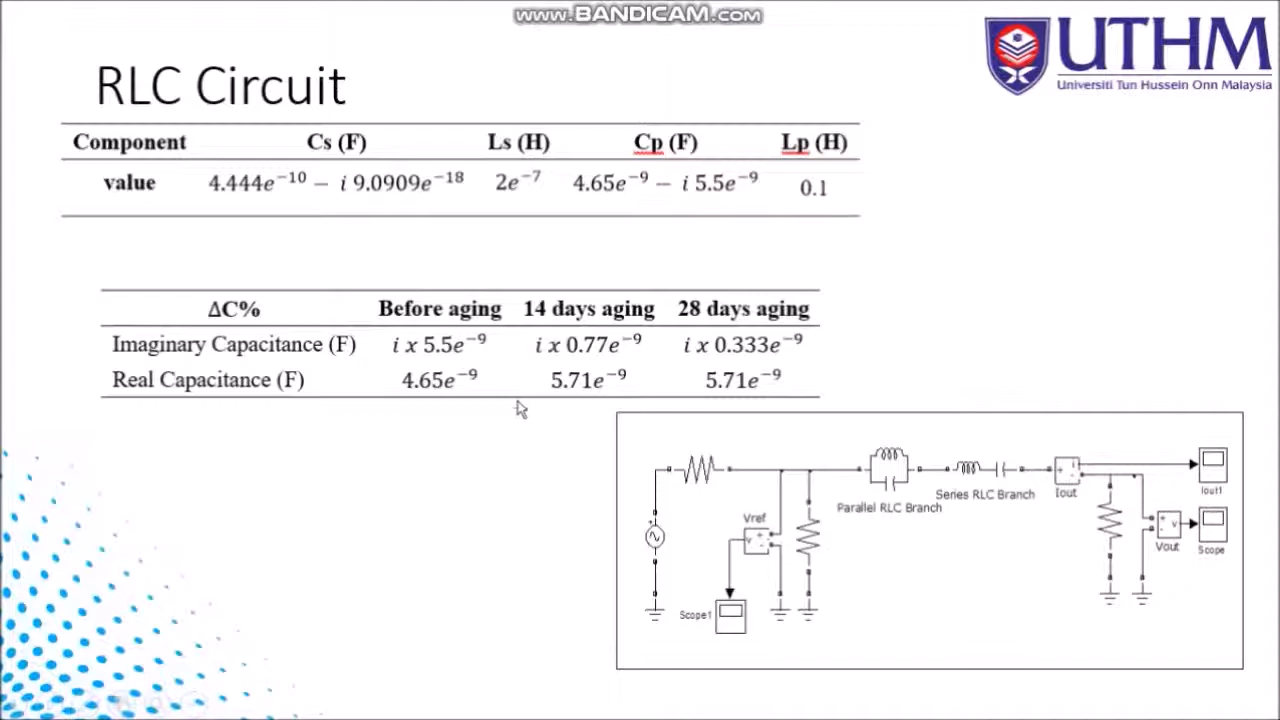 www.BANDICAM.com
UTHM
Universiti Tun Hussein Onn Malaysia
RLC Circuit
Component Cs (F) Ls (H) Cp (F) Lp (H)
value 4.444e⁻¹⁰ − i 9.0909e⁻¹⁸ 2e⁻⁷ 4.65e⁻⁹ − i 5.5e⁻⁹ 0.1
ΔC% Before aging 14 days aging 28 days aging
Imaginary Capacitance (F) i x 5.5e⁻⁹ i x 0.77e⁻⁹ i x 0.333e⁻⁹
Real Capacitance (F) 4.65e⁻⁹ 5.71e⁻⁹ 5.71e⁻⁹
Parallel RLC Branch
Series RLC Branch
Iout
Iout1
Vref
Vout
Scope
Scope1